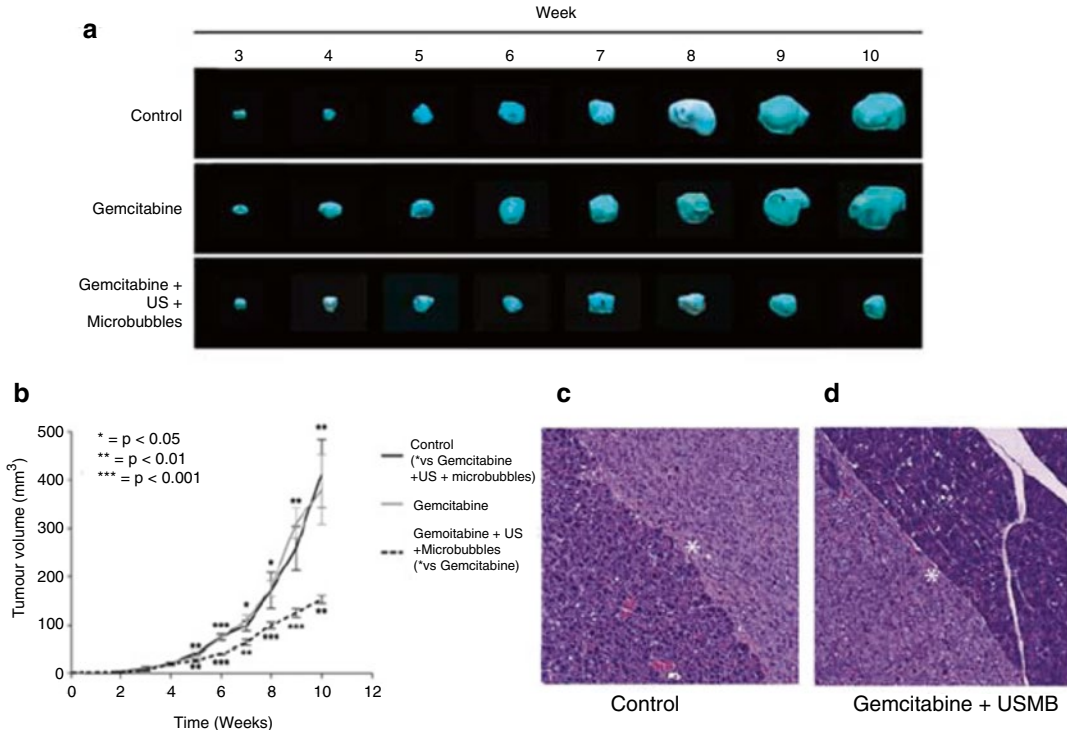 a
Week
3 4 5 6 7 8 9 10
Control
Gemcitabine
Gemcitabine +
US +
Microbubbles
b
* = p < 0.05
** = p < 0.01
*** = p < 0.001
Tumour volume (mm³)
500
400
300
200
100
0
0 2 4 6 8 10 12
Time (Weeks)
** *** * * ** **
** *** ** *** *** **
Control
(*vs Gemcitabine
+US + microbubbles)
Gemcitabine
Gemoitabine + US
+Microbubbles
(*vs Gemcitabine)
c
*
Control
d
*
Gemcitabine + USMB